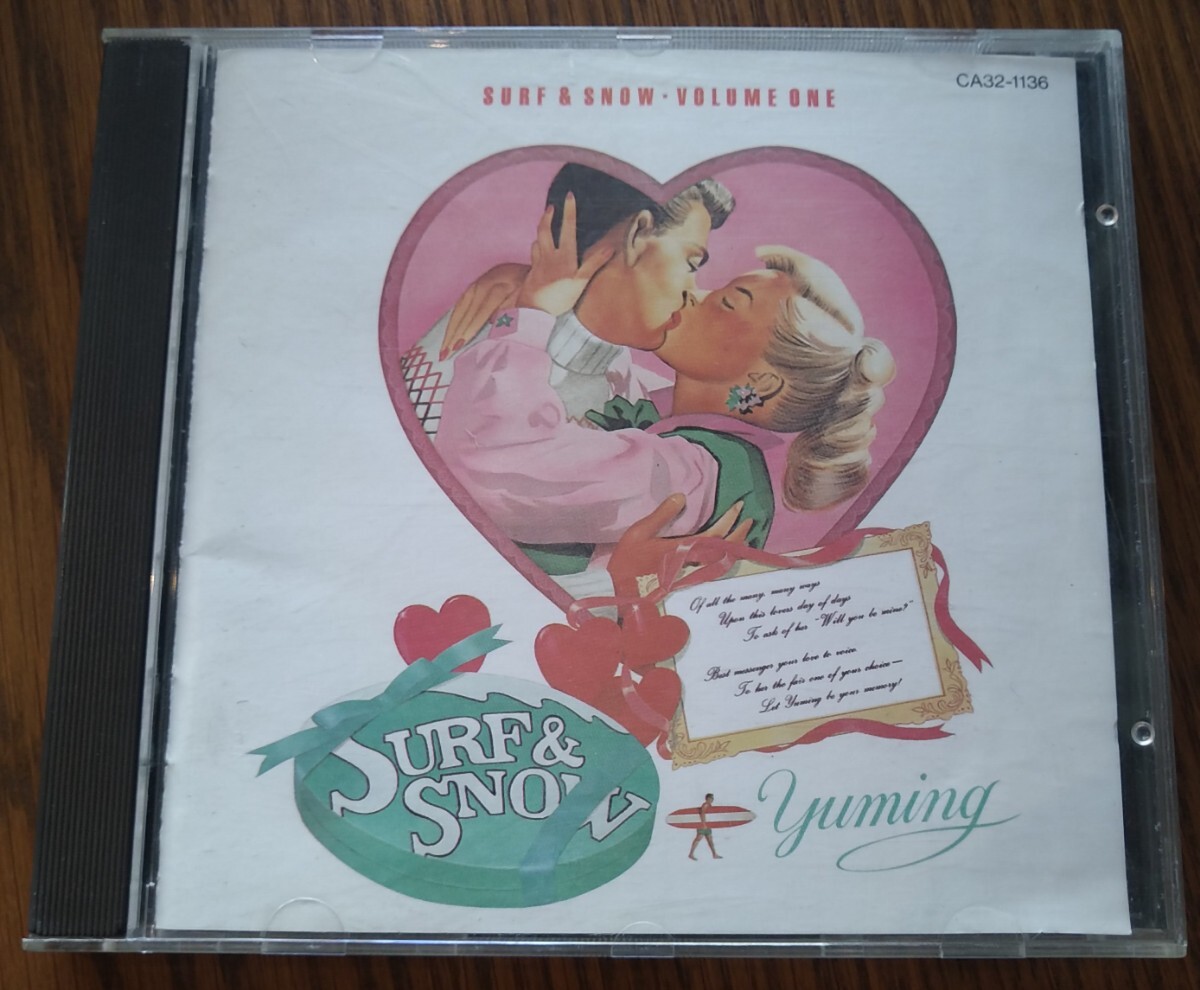 SURF & SNOW · VOLUME ONE
CA32-1136
Of all the many, many ways
Upon this lovers day of days
To ask of her "Will you be mine?"
Best messenger your love to voice
To her the fair one of your choice—
Let Yuming be your memory!
SURF &
SNOW
Yuming